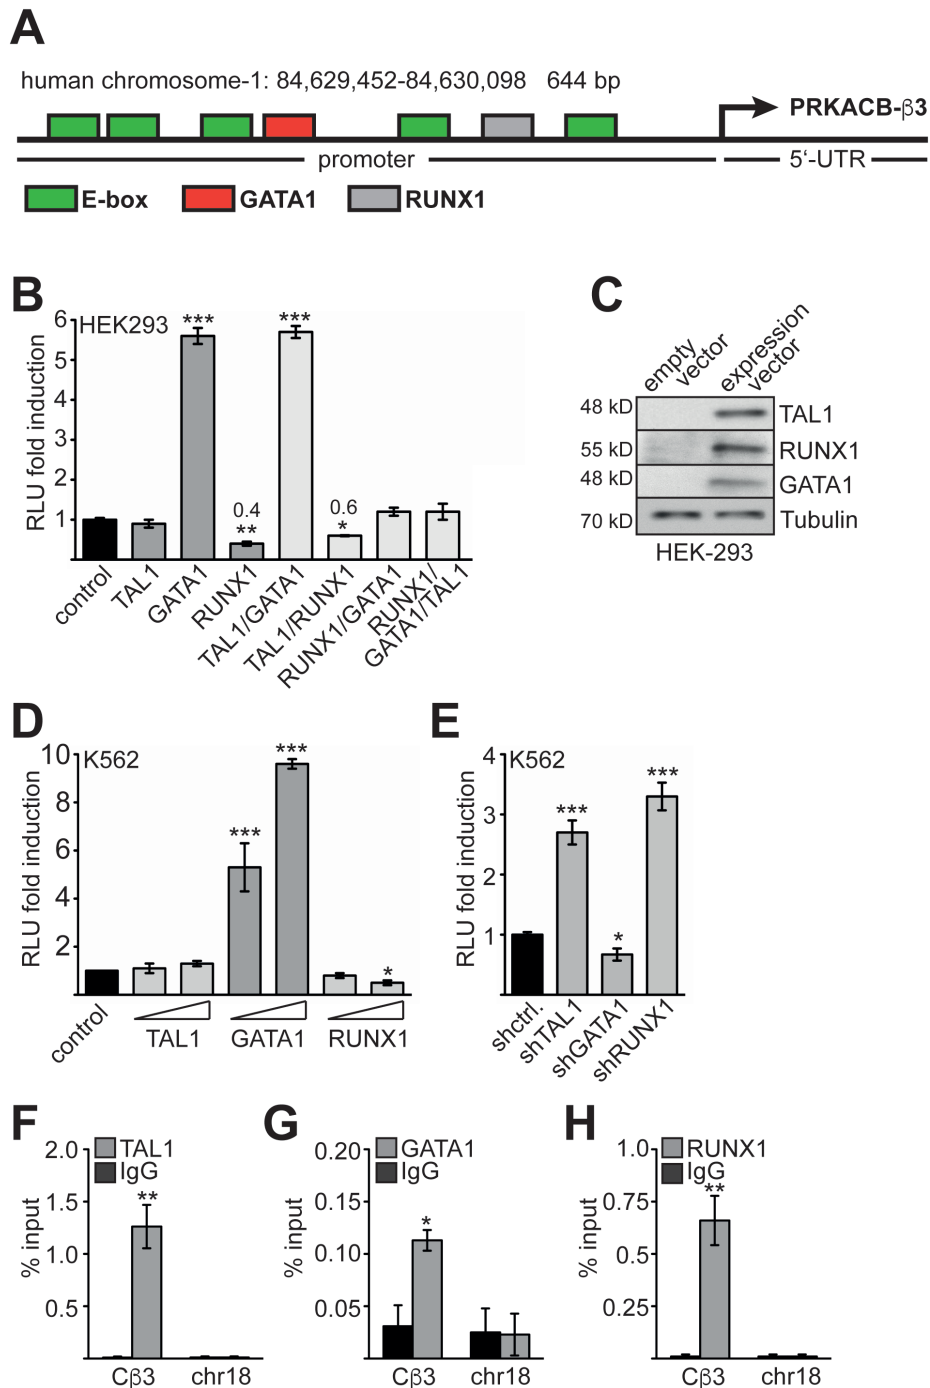 A
human chromosome-1: 84,629,452-84,630,098 644 bp
PRKACB-β3
promoter
5‘-UTR
E-box GATA1 RUNX1
B
HEK293
RLU fold induction
6
5
4
3
2
1
***
0.4
**
***
0.6
*
control
TAL1
GATA1
RUNX1
TAL1/GATA1
TAL1/RUNX1
RUNX1/GATA1
RUNX1/
GATA1/TAL1
C
empty
vector
expression
vector
48 kD TAL1
55 kD RUNX1
48 kD GATA1
70 kD Tubulin
HEK-293
D
K562
RLU fold induction
10
8
6
4
2
***
***
*
control
TAL1 GATA1 RUNX1
E
K562
RLU fold induction
4
3
2
1
***
*
***
shctrl.
shTAL1
shGATA1
shRUNX1
F
TAL1
IgG
% input
2.0
1.5
1.0
0.5
**
Cβ3 chr18
G
GATA1
IgG
% input
0.20
0.15
0.10
0.05
*
Cβ3 chr18
H
RUNX1
IgG
% input
1.0
0.75
0.5
0.25
**
Cβ3 chr18